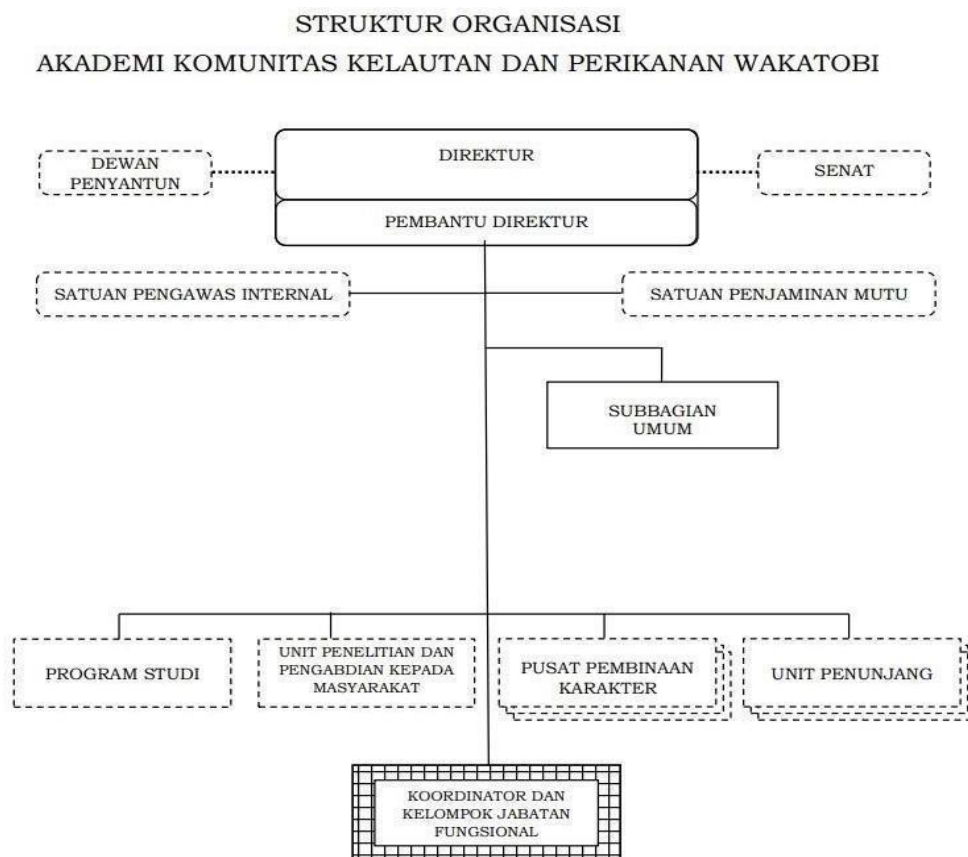 STRUKTUR ORGANISASI
AKADEMI KOMUNITAS KELAUTAN DAN PERIKANAN WAKATOBI
DEWAN
PENYANTUN
DIREKTUR
SENAT
PEMBANTU DIREKTUR
SATUAN PENGAWAS INTERNAL
SATUAN PENJAMINAN MUTU
SUBBAGIAN
UMUM
PROGRAM STUDI
UNIT PENELITIAN DAN
PENGABDIAN KEPADA
MASYARAKAT
PUSAT PEMBINAAN
KARAKTER
UNIT PENUNJANG
KOORDINATOR DAN
KELOMPOK JABATAN
FUNGSIONAL